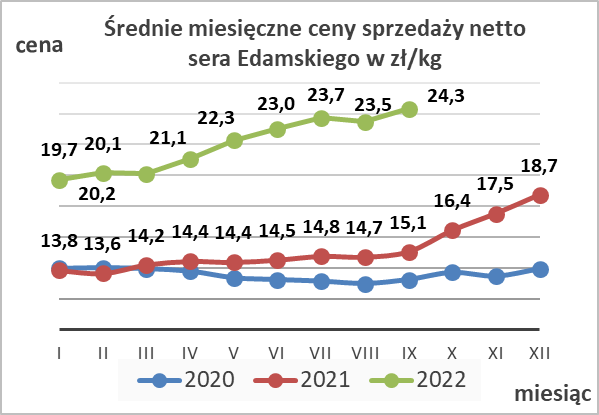 Średnie miesięczne ceny sprzedaży netto
sera Edamskiego w zł/kg
cena
19,7 20,1 21,1 22,3 23,0 23,7 23,5 24,3
20,2
13,8 13,6 14,2 14,4 14,4 14,5 14,8 14,7 15,1 16,4 17,5 18,7
I II III IV V VI VII VIII IX X XI XII
2020 2021 2022
miesiąc